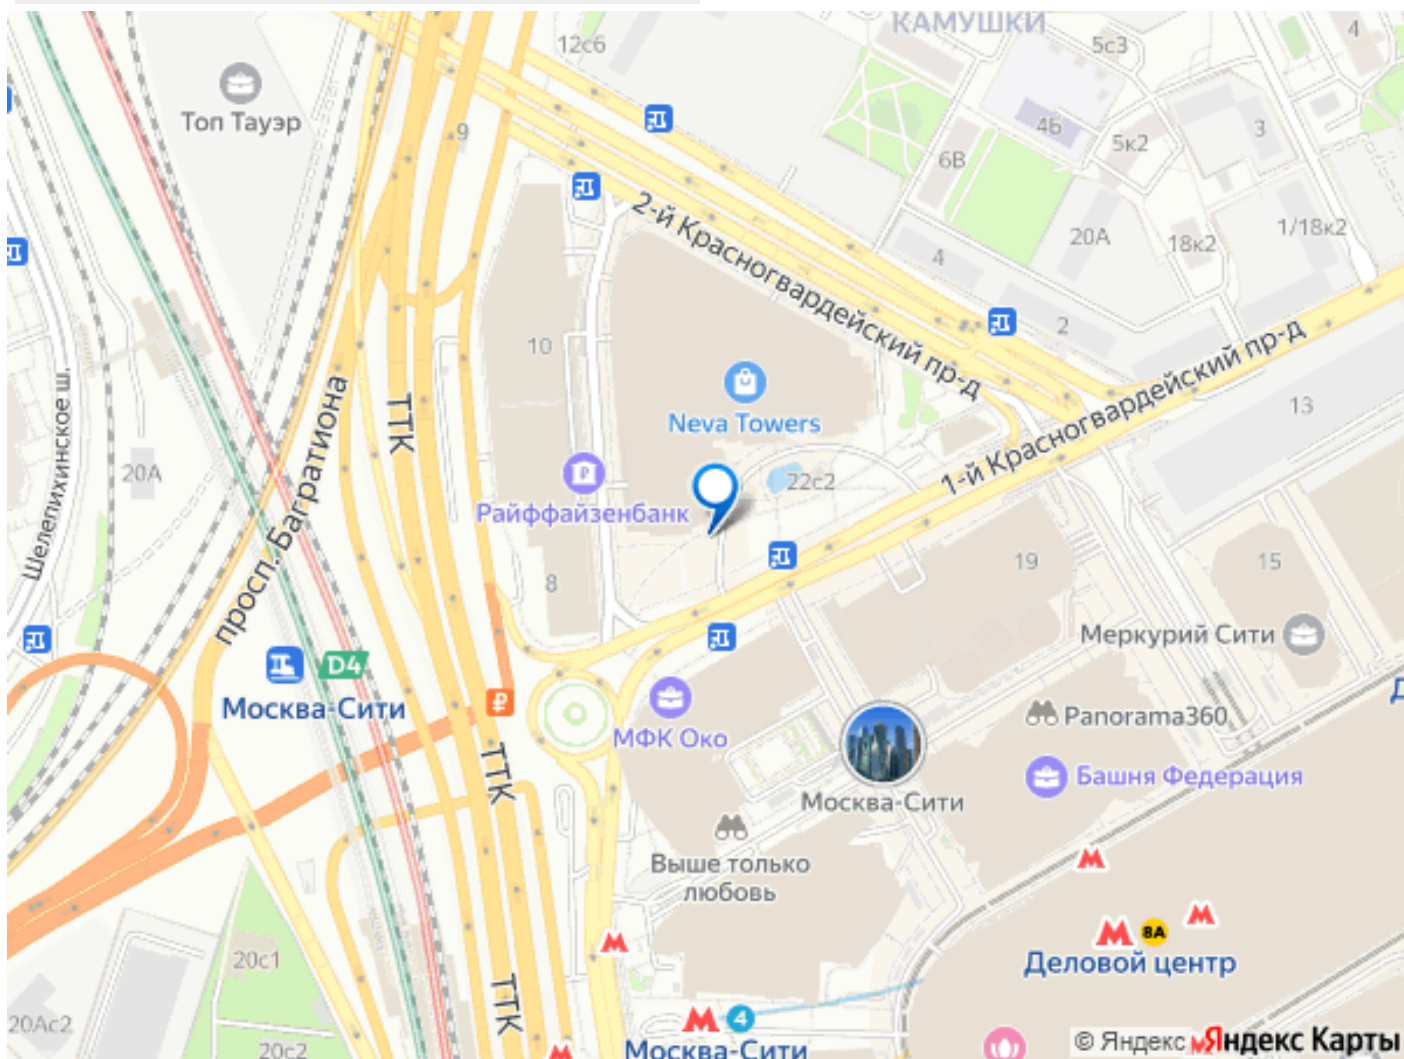 КАМУШКИ
12с6
5с3
4
Топ Тауэр
9
4Б
3
5к2
6В
2-й Красногвардейский пр-д
20А
1/18к2
18к2
4
2
10
1-й Красногвардейский пр-д
ТТК
Neva Towers
13
просп. Багратиона
Шелепихинское ш.
20А
22с2
Райффайзенбанк
8
19
15
Меркурий Сити
D4
Москва-Сити
МФК Око
Panorama360
ТТК
Башня Федерация
Москва-Сити
Выше только
любовь
8А
Деловой центр
20с1
ТТК
20Ас2
4
20с2
Москва-Сити
© Яндекс
Яндекс Карты